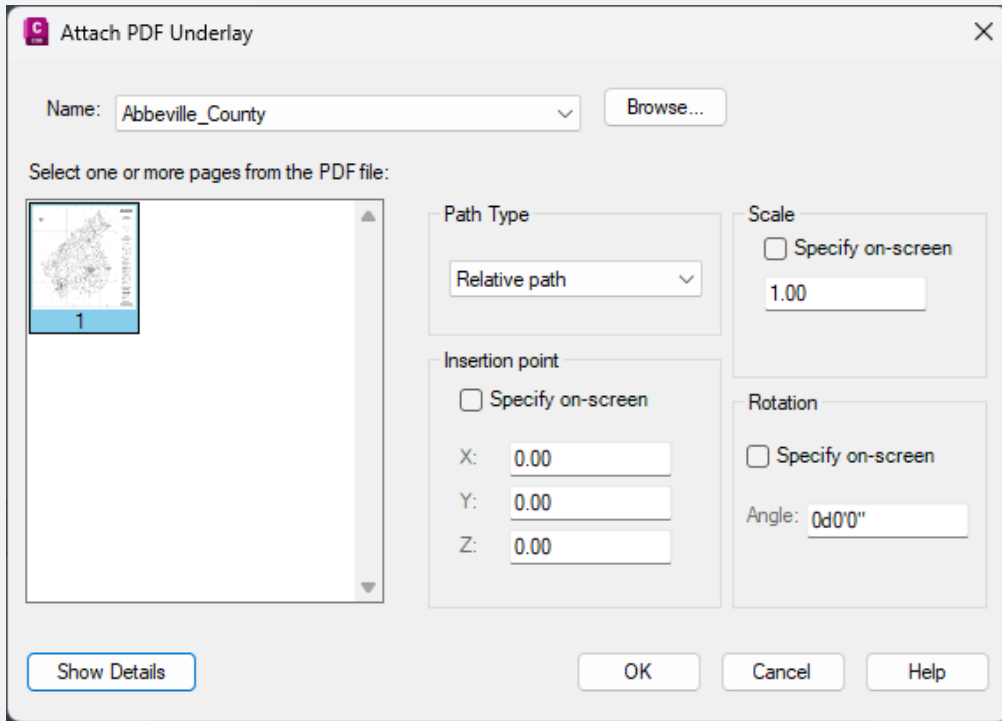 Attach PDF Underlay
Name: Abbeville_County Browse...
Select one or more pages from the PDF file:
1
Path Type
Relative path
Scale
Specify on-screen
1.00
Insertion point
Specify on-screen
X: 0.00
Y: 0.00
Z: 0.00
Rotation
Specify on-screen
Angle: 0d0'0"
Show Details OK Cancel Help